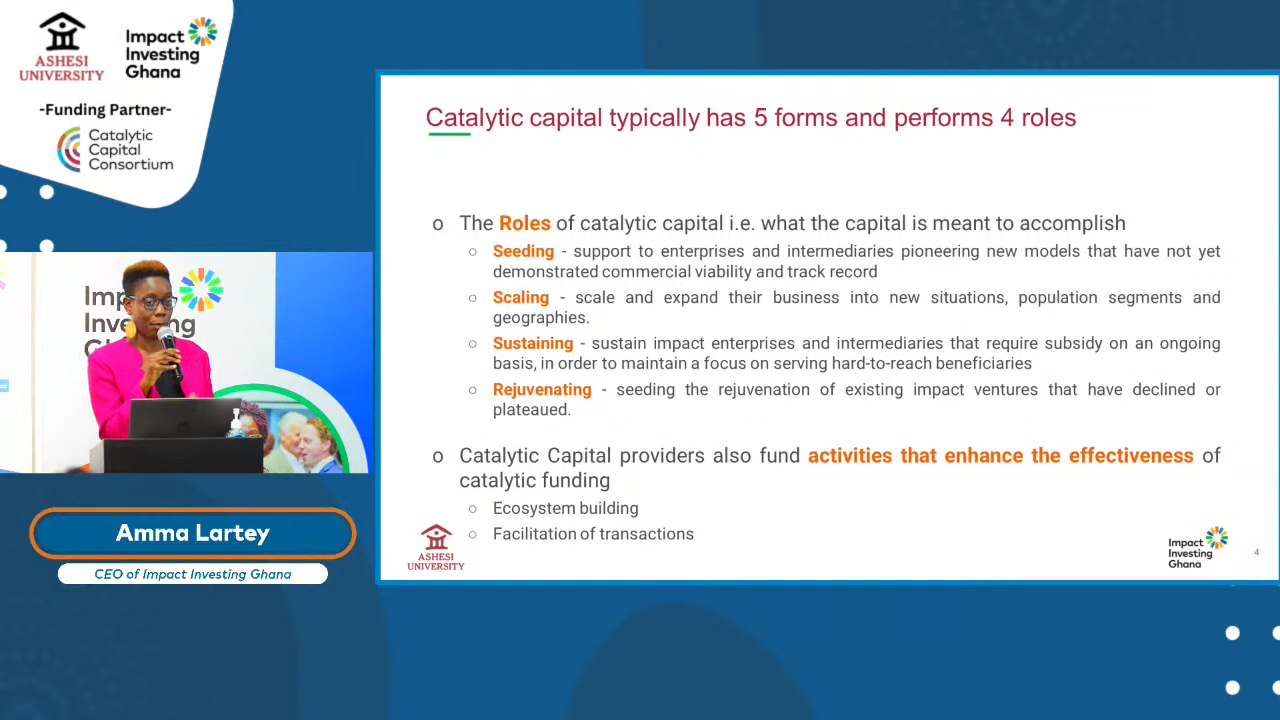 ASHESI
UNIVERSITY
Impact
Investing
Ghana
-Funding Partner-
Catalytic
Capital
Consortium
Imp
Investing
Amma Lartey
CEO of Impact Investing Ghana
Catalytic capital typically has 5 forms and performs 4 roles
o The Roles of catalytic capital i.e. what the capital is meant to accomplish
○ Seeding - support to enterprises and intermediaries pioneering new models that have not yet
demonstrated commercial viability and track record
○ Scaling - scale and expand their business into new situations, population segments and
geographies.
○ Sustaining - sustain impact enterprises and intermediaries that require subsidy on an ongoing
basis, in order to maintain a focus on serving hard-to-reach beneficiaries
○ Rejuvenating - seeding the rejuvenation of existing impact ventures that have declined or
plateaued.
o Catalytic Capital providers also fund activities that enhance the effectiveness of
catalytic funding
○ Ecosystem building
○ Facilitation of transactions
ASHESI
UNIVERSITY
Impact
Investing
Ghana
4